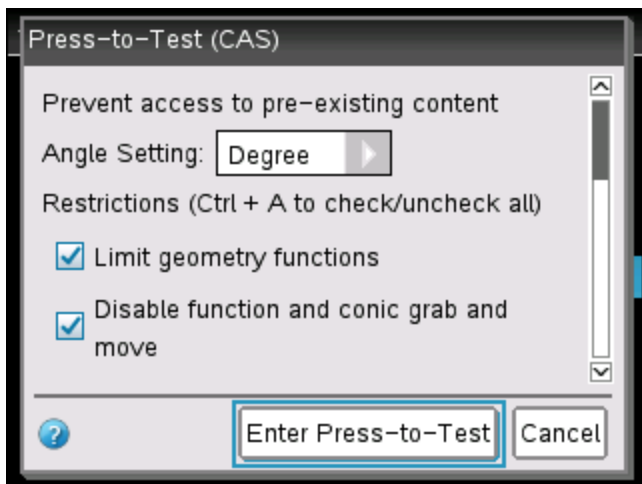 Press-to-Test (CAS)
Prevent access to pre-existing content
Angle Setting: Degree
Restrictions (Ctrl + A to check/uncheck all)
Limit geometry functions
Disable function and conic grab and
move
Enter Press-to-Test Cancel